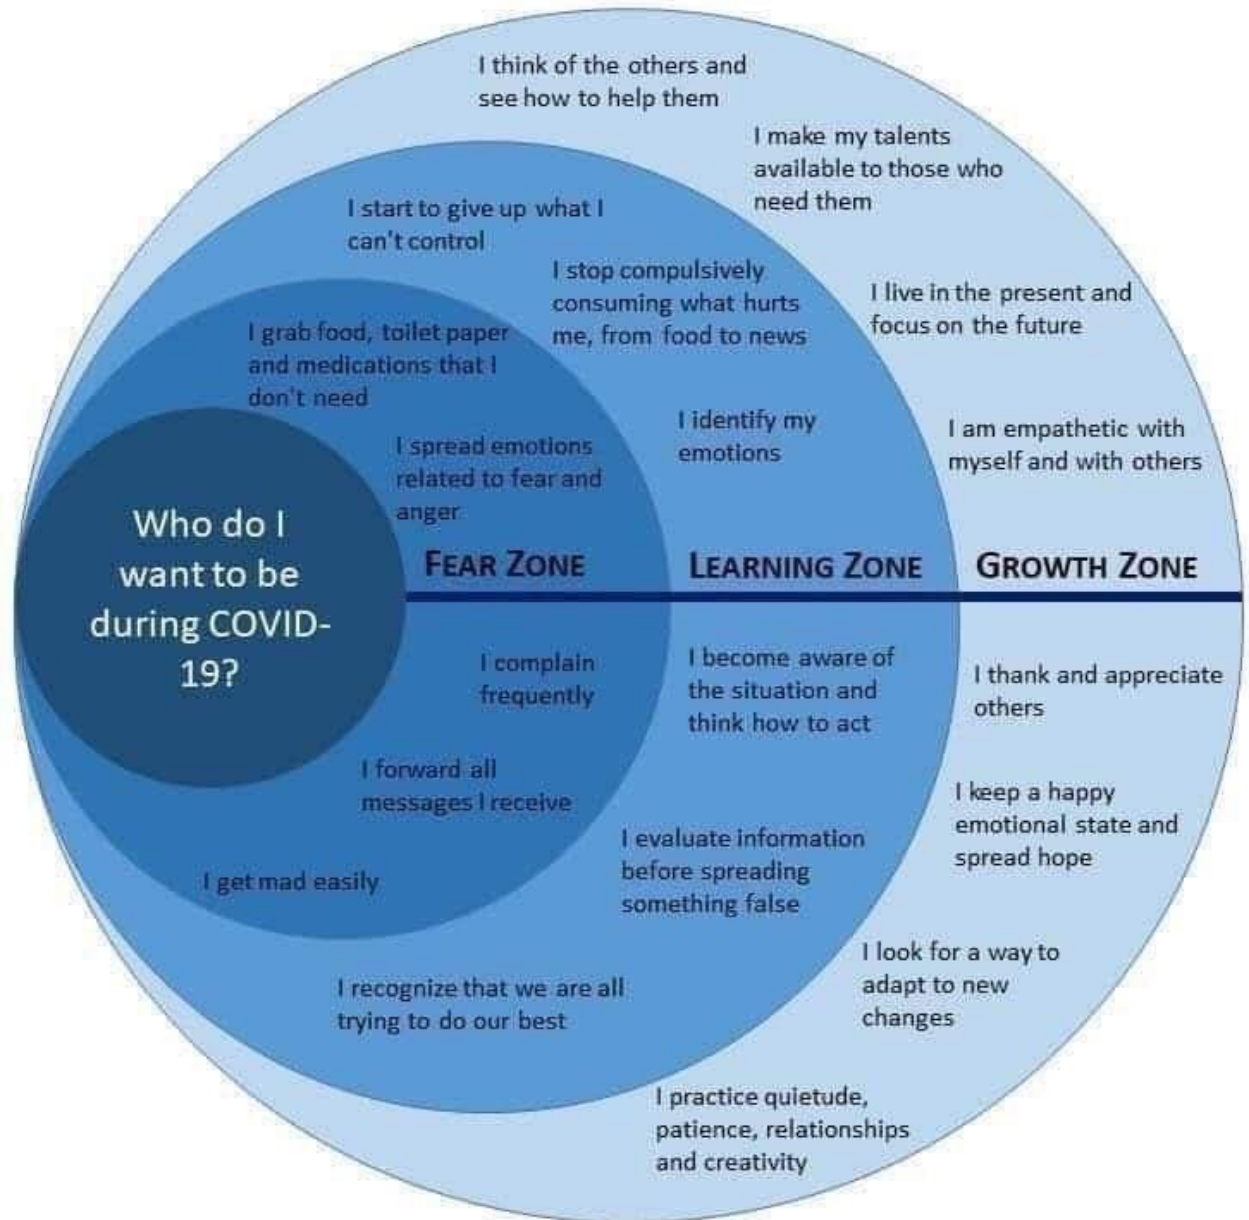 I think of the others and
see how to help them
I make my talents
available to those who
need them
I start to give up what I
can't control
I stop compulsively
consuming what hurts
me, from food to news
I live in the present and
focus on the future
I grab food, toilet paper
and medications that I
don't need
I identify my
emotions
I am empathetic with
myself and with others
I spread emotions
related to fear and
anger
Who do I
want to be
during COVID-
19?
FEAR ZONE
LEARNING ZONE
GROWTH ZONE
I complain
frequently
I become aware of
the situation and
think how to act
I thank and appreciate
others
I forward all
messages I receive
I keep a happy
emotional state and
spread hope
I evaluate information
before spreading
something false
I get mad easily
I look for a way to
adapt to new
changes
I recognize that we are all
trying to do our best
I practice quietude,
patience, relationships
and creativity